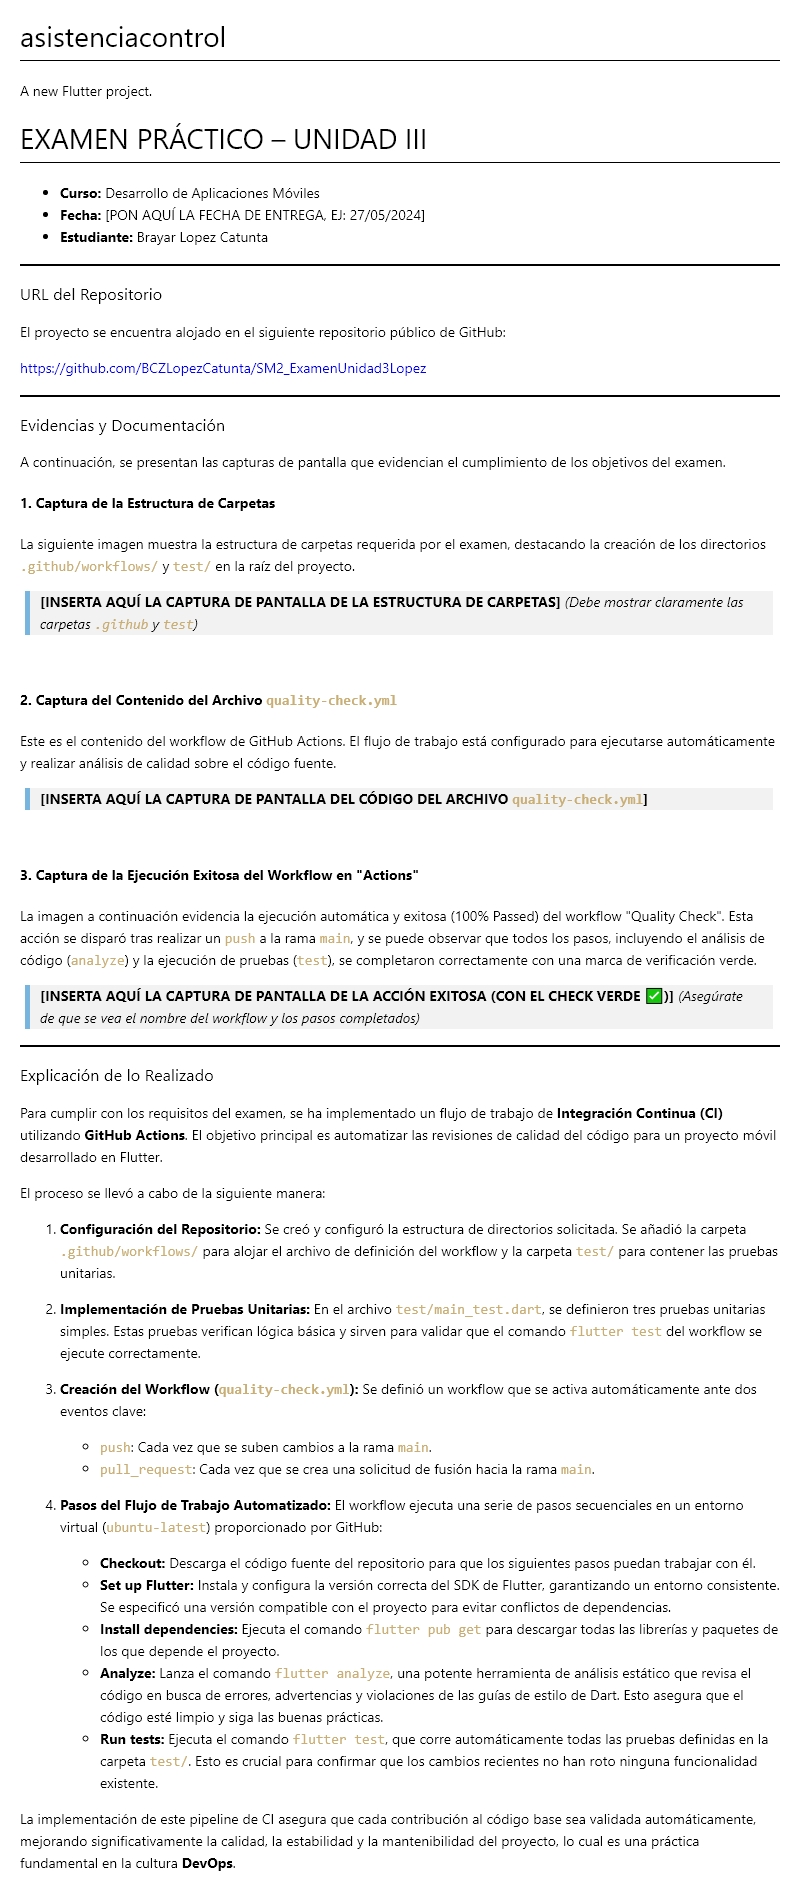 asistenciacontrol
A new Flutter project.
EXAMEN PRÁCTICO – UNIDAD III
• Curso: Desarrollo de Aplicaciones Móviles
• Fecha: [PON AQUÍ LA FECHA DE ENTREGA, EJ: 27/05/2024]
• Estudiante: Brayar Lopez Catunta
URL del Repositorio
El proyecto se encuentra alojado en el siguiente repositorio público de GitHub:
https://github.com/BCZLopezCatunta/SM2_ExamenUnidad3Lopez
Evidencias y Documentación
A continuación, se presentan las capturas de pantalla que evidencian el cumplimiento de los objetivos del examen.
1. Captura de la Estructura de Carpetas
La siguiente imagen muestra la estructura de carpetas requerida por el examen, destacando la creación de los directorios
.github/workflows/ y test/ en la raíz del proyecto.
[INSERTA AQUÍ LA CAPTURA DE PANTALLA DE LA ESTRUCTURA DE CARPETAS] (Debe mostrar claramente las
carpetas .github y test)
2. Captura del Contenido del Archivo quality-check.yml
Este es el contenido del workflow de GitHub Actions. El flujo de trabajo está configurado para ejecutarse automáticamente
y realizar análisis de calidad sobre el código fuente.
[INSERTA AQUÍ LA CAPTURA DE PANTALLA DEL CÓDIGO DEL ARCHIVO quality-check.yml]
3. Captura de la Ejecución Exitosa del Workflow en "Actions"
La imagen a continuación evidencia la ejecución automática y exitosa (100% Passed) del workflow "Quality Check". Esta
acción se disparó tras realizar un push a la rama main, y se puede observar que todos los pasos, incluyendo el análisis de
código (analyze) y la ejecución de pruebas (test), se completaron correctamente con una marca de verificación verde.
[INSERTA AQUÍ LA CAPTURA DE PANTALLA DE LA ACCIÓN EXITOSA (CON EL CHECK VERDE ✅)] (Asegúrate
de que se vea el nombre del workflow y los pasos completados)
Explicación de lo Realizado
Para cumplir con los requisitos del examen, se ha implementado un flujo de trabajo de Integración Continua (CI)
utilizando GitHub Actions. El objetivo principal es automatizar las revisiones de calidad del código para un proyecto móvil
desarrollado en Flutter.
El proceso se llevó a cabo de la siguiente manera:
1. Configuración del Repositorio: Se creó y configuró la estructura de directorios solicitada. Se añadió la carpeta
.github/workflows/ para alojar el archivo de definición del workflow y la carpeta test/ para contener las pruebas
unitarias.
2. Implementación de Pruebas Unitarias: En el archivo test/main_test.dart, se definieron tres pruebas unitarias
simples. Estas pruebas verifican lógica básica y sirven para validar que el comando flutter test del workflow se
ejecute correctamente.
3. Creación del Workflow (quality-check.yml): Se definió un workflow que se activa automáticamente ante dos
eventos clave:
◦ push: Cada vez que se suben cambios a la rama main.
◦ pull_request: Cada vez que se crea una solicitud de fusión hacia la rama main.
4. Pasos del Flujo de Trabajo Automatizado: El workflow ejecuta una serie de pasos secuenciales en un entorno
virtual (ubuntu-latest) proporcionado por GitHub:
◦ Checkout: Descarga el código fuente del repositorio para que los siguientes pasos puedan trabajar con él.
◦ Set up Flutter: Instala y configura la versión correcta del SDK de Flutter, garantizando un entorno consistente.
Se especificó una versión compatible con el proyecto para evitar conflictos de dependencias.
◦ Install dependencies: Ejecuta el comando flutter pub get para descargar todas las librerías y paquetes de
los que depende el proyecto.
◦ Analyze: Lanza el comando flutter analyze, una potente herramienta de análisis estático que revisa el
código en busca de errores, advertencias y violaciones de las guías de estilo de Dart. Esto asegura que el
código esté limpio y siga las buenas prácticas.
◦ Run tests: Ejecuta el comando flutter test, que corre automáticamente todas las pruebas definidas en la
carpeta test/. Esto es crucial para confirmar que los cambios recientes no han roto ninguna funcionalidad
existente.
La implementación de este pipeline de CI asegura que cada contribución al código base sea validada automáticamente,
mejorando significativamente la calidad, la estabilidad y la mantenibilidad del proyecto, lo cual es una práctica
fundamental en la cultura DevOps.